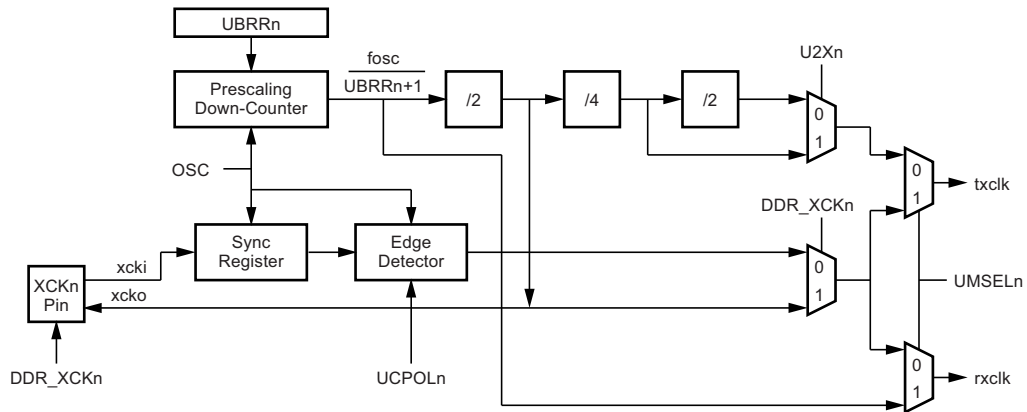 UBRRn
Prescaling
Down-Counter
fosc
UBRRn+1
/2
/4
/2
U2Xn
0
1
OSC
0
1
txclk
DDR_XCKn
Sync
Register
Edge
Detector
0
1
UMSELn
XCKn
Pin
xcki
xcko
DDR_XCKn
UCPOLn
0
1
rxclk